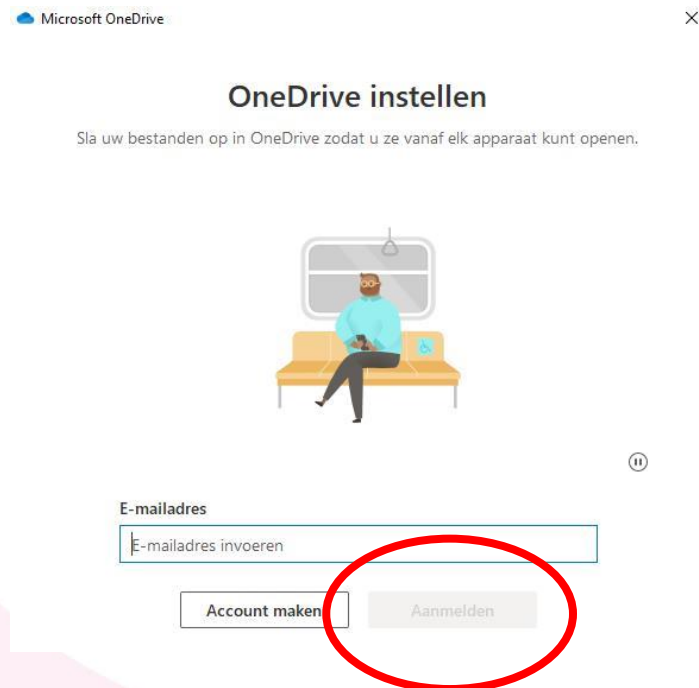 Microsoft OneDrive
OneDrive instellen
Sla uw bestanden op in OneDrive zodat u ze vanaf elk apparaat kunt openen.
E-mailadres
E-mailadres invoeren
Account maken
Aanmelden